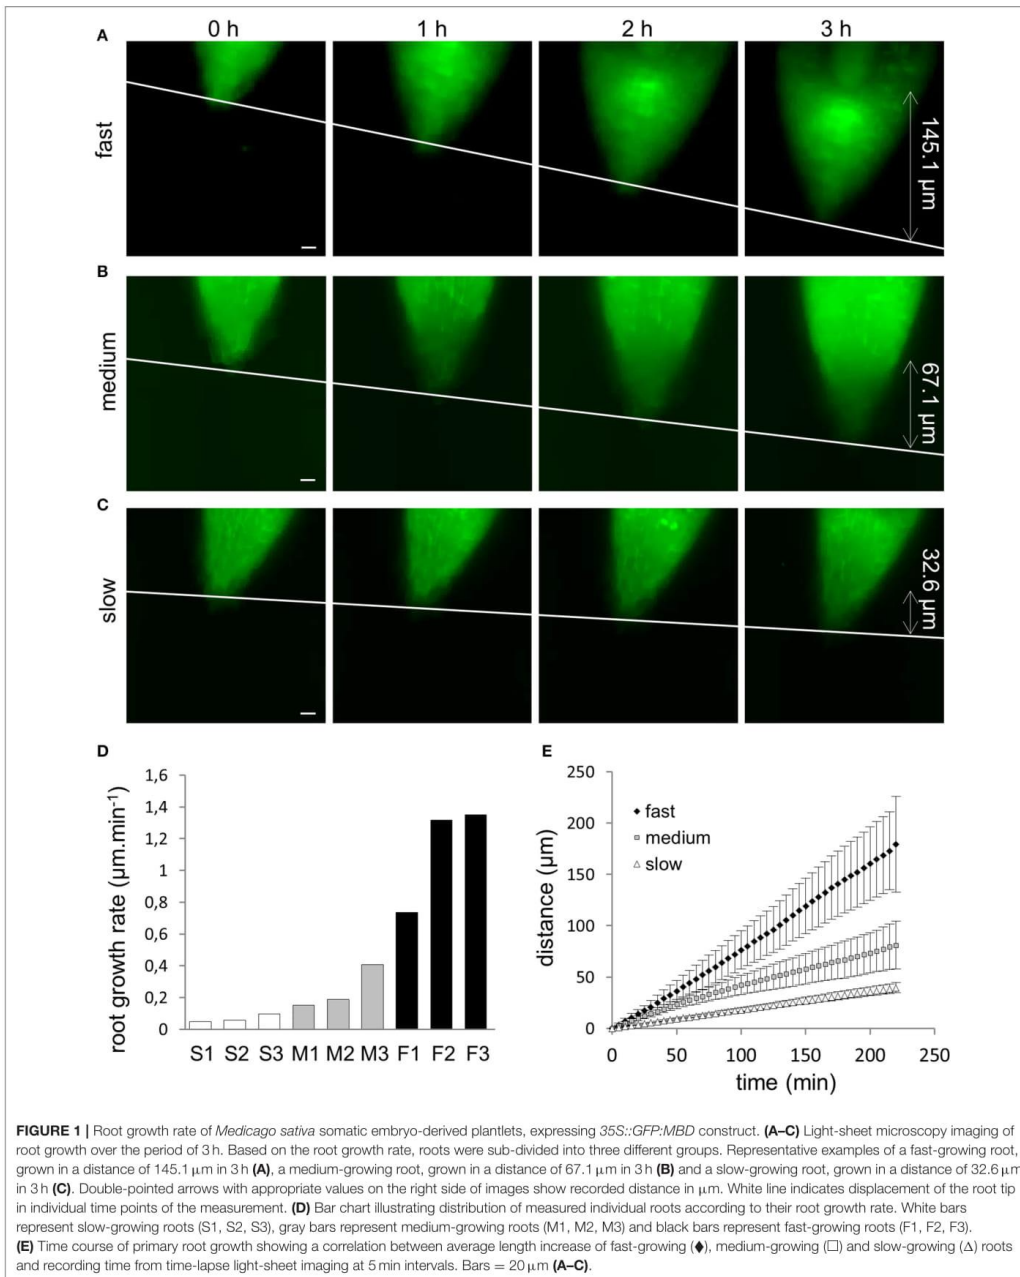 0 h 1 h 2 h 3 h
A
fast
145.1 µm
B
medium
67.1 µm
C
slow
32.6 µm
D
root growth rate (µm.min⁻¹)
1,6
1,4
1,2
1
0,8
0,6
0,4
0,2
0
S1 S2 S3 M1 M2 M3 F1 F2 F3
E
distance (µm)
250
200
150
100
50
0
fast
medium
slow
0 50 100 150 200 250
time (min)
FIGURE 1 | Root growth rate of Medicago sativa somatic embryo-derived plantlets, expressing 35S::GFP:MBD construct. (A–C) Light-sheet microscopy imaging of
root growth over the period of 3 h. Based on the root growth rate, roots were sub-divided into three different groups. Representative examples of a fast-growing root,
grown in a distance of 145.1 µm in 3 h (A), a medium-growing root, grown in a distance of 67.1 µm in 3 h (B) and a slow-growing root, grown in a distance of 32.6 µm
in 3 h (C). Double-pointed arrows with appropriate values on the right side of images show recorded distance in µm. White line indicates displacement of the root tip
in individual time points of the measurement. (D) Bar chart illustrating distribution of measured individual roots according to their root growth rate. White bars
represent slow-growing roots (S1, S2, S3), gray bars represent medium-growing roots (M1, M2, M3) and black bars represent fast-growing roots (F1, F2, F3).
(E) Time course of primary root growth showing a correlation between average length increase of fast-growing (♦), medium-growing (□) and slow-growing (Δ) roots
and recording time from time-lapse light-sheet imaging at 5 min intervals. Bars = 20 µm (A–C).